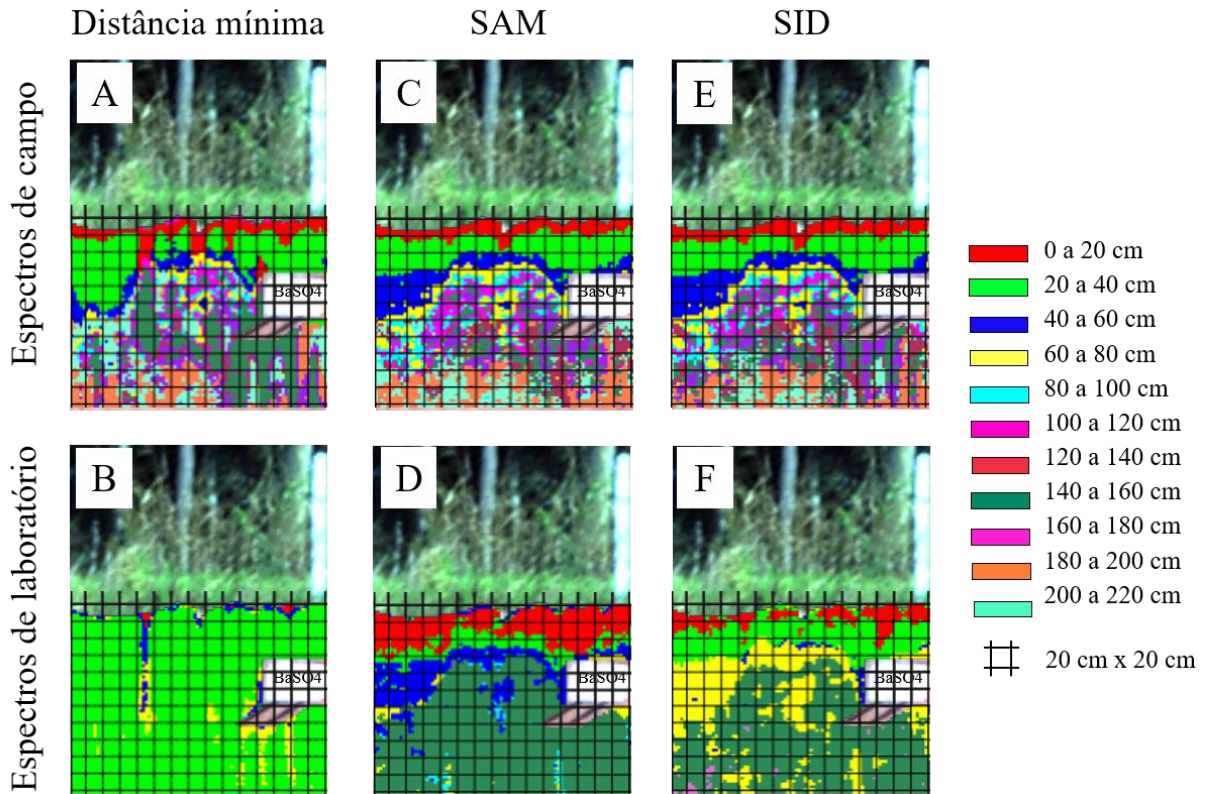 Distância mínima SAM SID
Espectros de campo
A C E
BaSO4 BaSO4 BaSO4
Espectros de laboratório
B D F
BaSO4 BaSO4 BaSO4
0 a 20 cm
20 a 40 cm
40 a 60 cm
60 a 80 cm
80 a 100 cm
100 a 120 cm
120 a 140 cm
140 a 160 cm
160 a 180 cm
180 a 200 cm
200 a 220 cm
20 cm x 20 cm